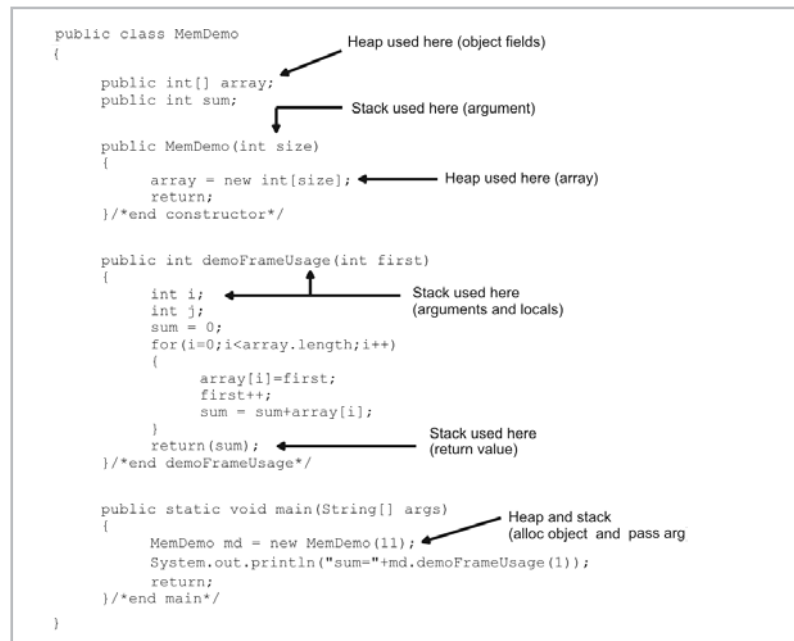 public class MemDemo
{
Heap used here (object fields)
public int[] array;
public int sum;
Stack used here (argument)
public MemDemo(int size)
{
array = new int[size];
Heap used here (array)
return;
}/*end constructor*/
public int demoFrameUsage(int first)
{
int i;
Stack used here
(arguments and locals)
int j;
sum = 0;
for(i=0;i<array.length;i++)
{
array[i]=first;
first++;
sum = sum+array[i];
}
Stack used here
(return value)
return(sum);
}/*end demoFrameUsage*/
public static void main(String[] args)
{
Heap and stack
(alloc object and pass arg
MemDemo md = new MemDemo(11);
System.out.println("sum="+md.demoFrameUsage(1));
return;
}/*end main*/
}